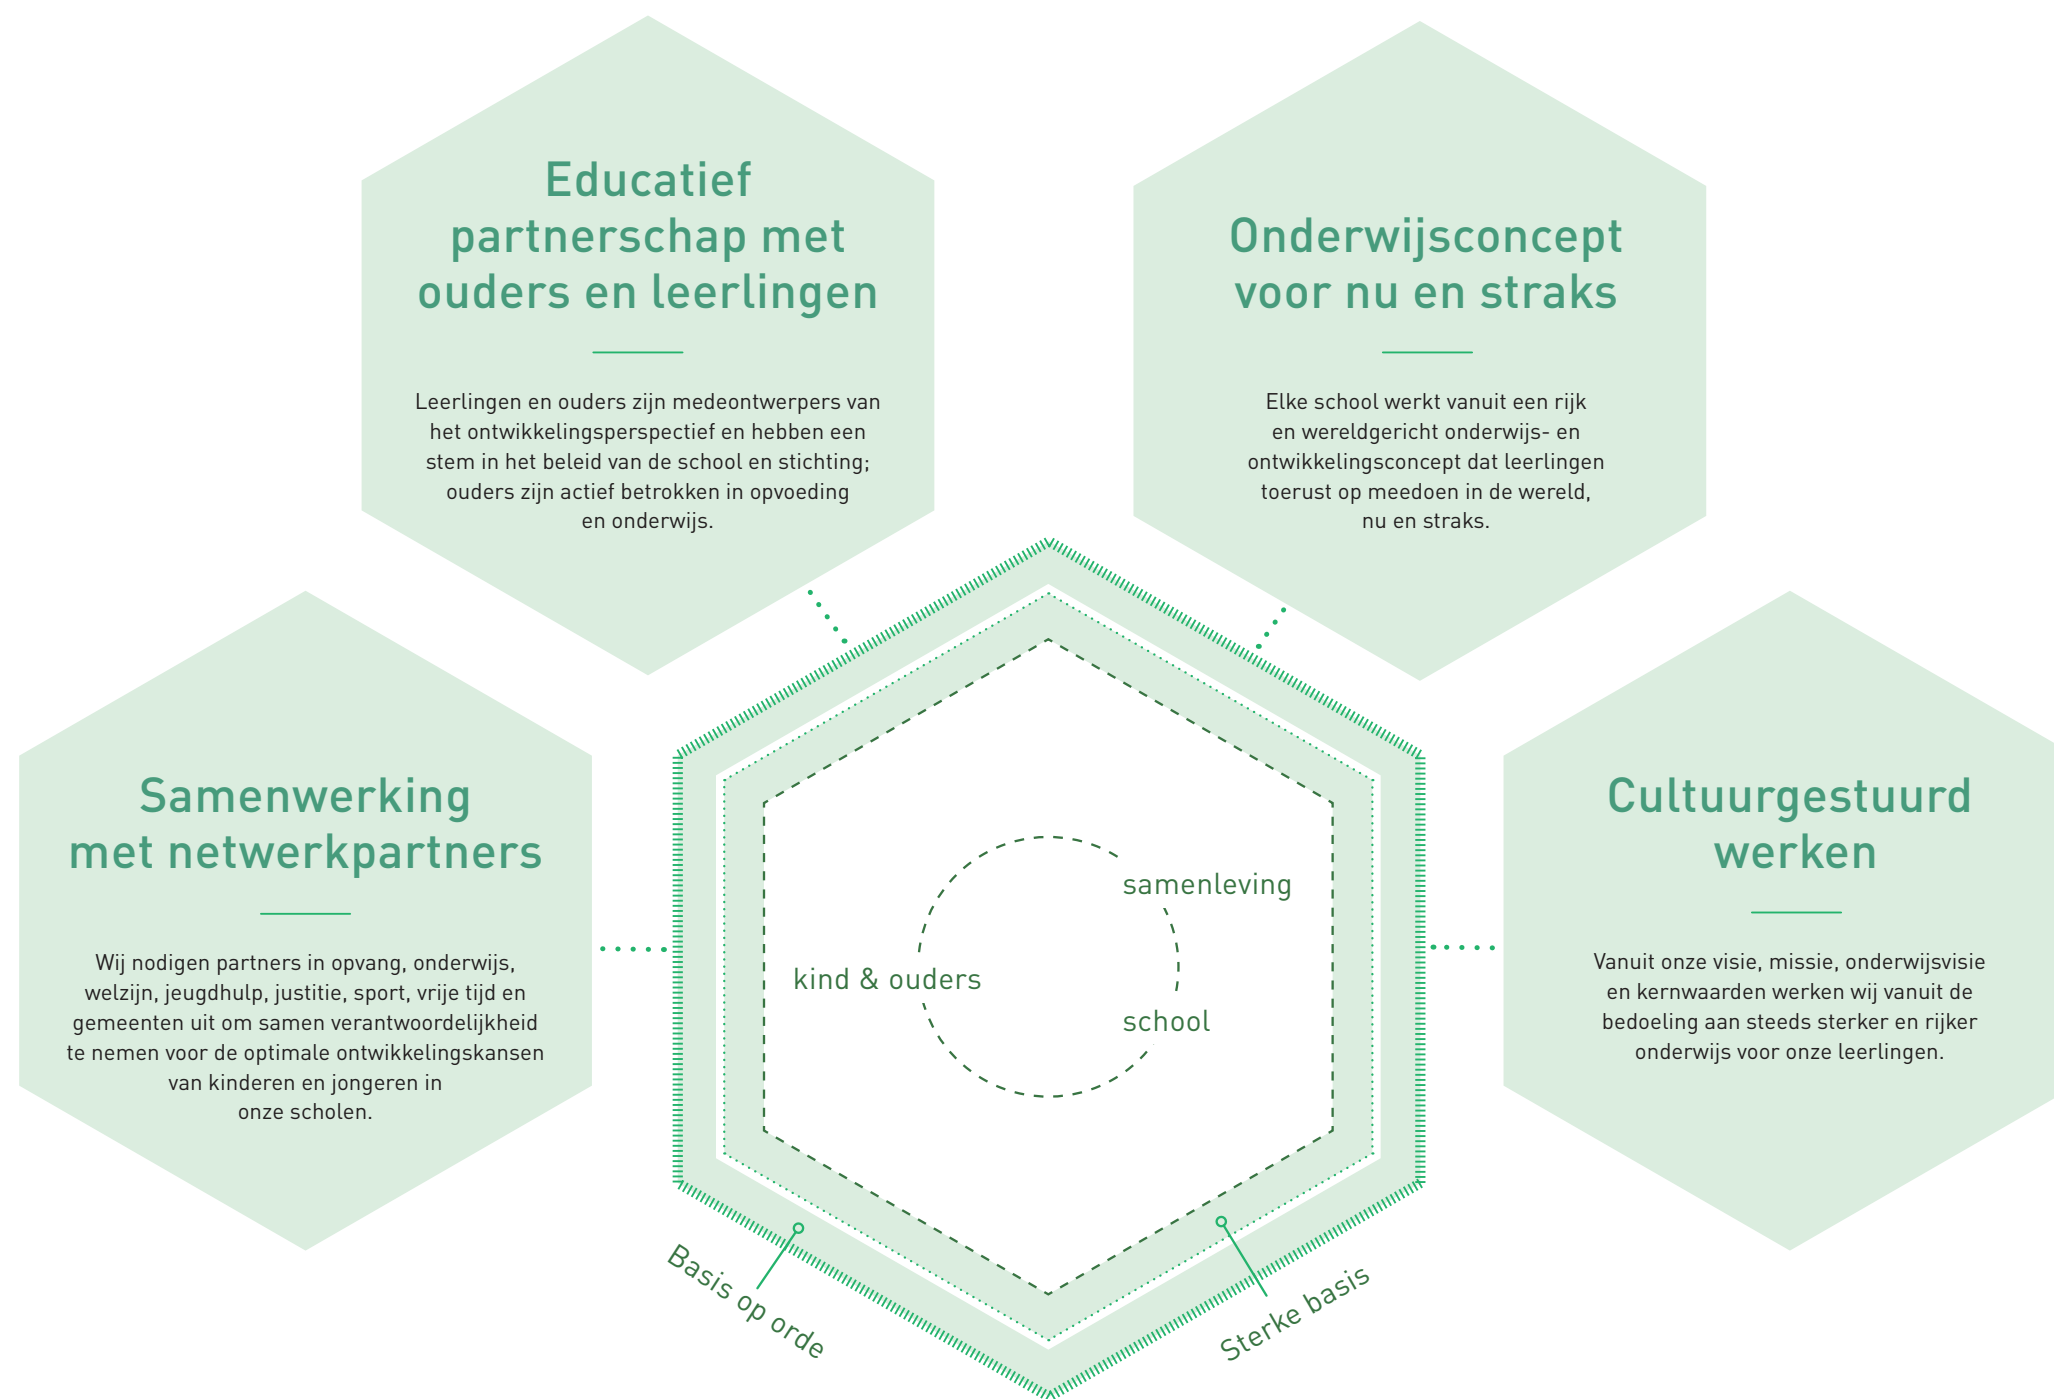 Educatief
partnerschap met
ouders en leerlingen
Leerlingen en ouders zijn medeontwerpers van
het ontwikkelingsperspectief en hebben een
stem in het beleid van de school en stichting;
ouders zijn actief betrokken in opvoeding
en onderwijs.
Onderwijsconcept
voor nu en straks
Elke school werkt vanuit een rijk
en wereldgericht onderwijs- en
ontwikkelingsconcept dat leerlingen
toerust op meedoen in de wereld,
nu en straks.
Samenwerking
met netwerkpartners
Wij nodigen partners in opvang, onderwijs,
welzijn, jeugdhulp, justitie, sport, vrije tijd en
gemeenten uit om samen verantwoordelijkheid
te nemen voor de optimale ontwikkelingskansen
van kinderen en jongeren in
onze scholen.
samenleving
kind & ouders
school
Cultuurgestuurd
werken
Vanuit onze visie, missie, onderwijsvisie
en kernwaarden werken wij vanuit de
bedoeling aan steeds sterker en rijker
onderwijs voor onze leerlingen.
Basis op orde
Sterke basis